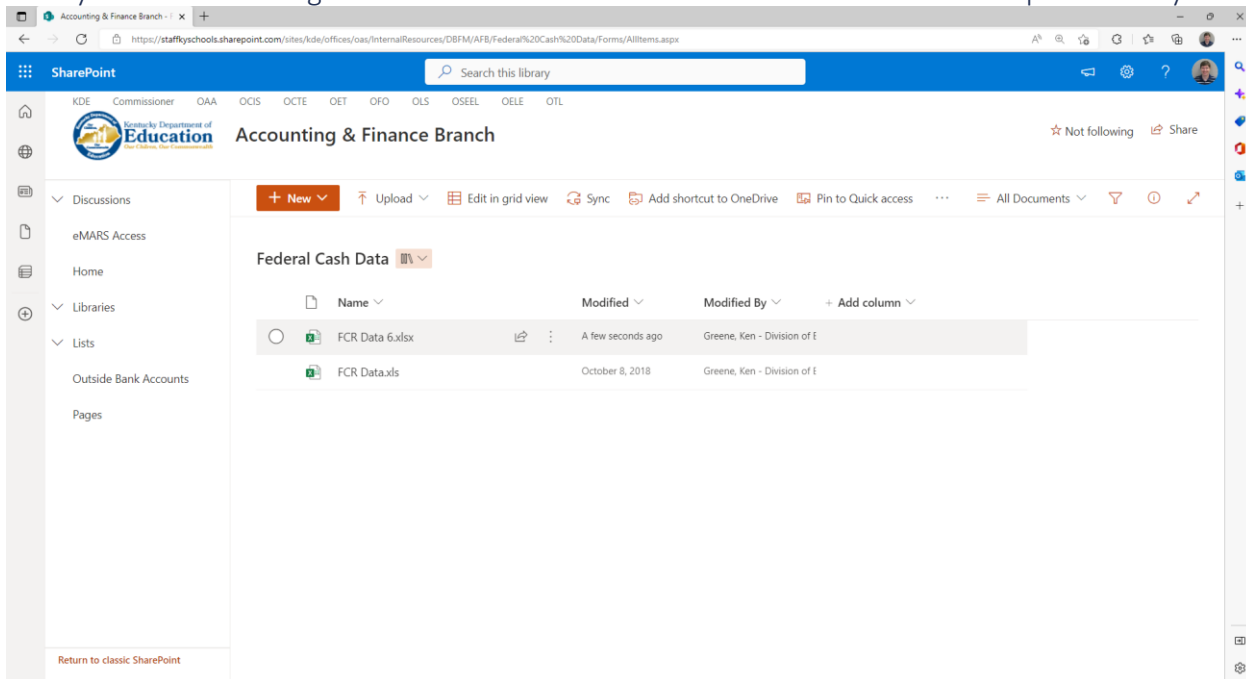 Accounting & Finance Branch - F
https://staffkyschools.sharepoint.com/sites/kde/offices/oas/InternalResources/DBFM/AFB/Federal%20Cash%20Data/Forms/AllItems.aspx
SharePoint
Search this library
KDE Commissioner OAA OCIS OCTE OET OFO OLS OSEEL OELE OTL
Kentucky Department of
Education
Our Children, Our Commonwealth
Accounting & Finance Branch
Not following Share
Discussions
+ New Upload Edit in grid view Sync Add shortcut to OneDrive Pin to Quick access ... All Documents
eMARS Access
Federal Cash Data
Home
Libraries
Name Modified Modified By + Add column
Lists
FCR Data 6.xlsx A few seconds ago Greene, Ken - Division of B
Outside Bank Accounts
FCR Data.xls October 8, 2018 Greene, Ken - Division of B
Pages
Return to classic SharePoint